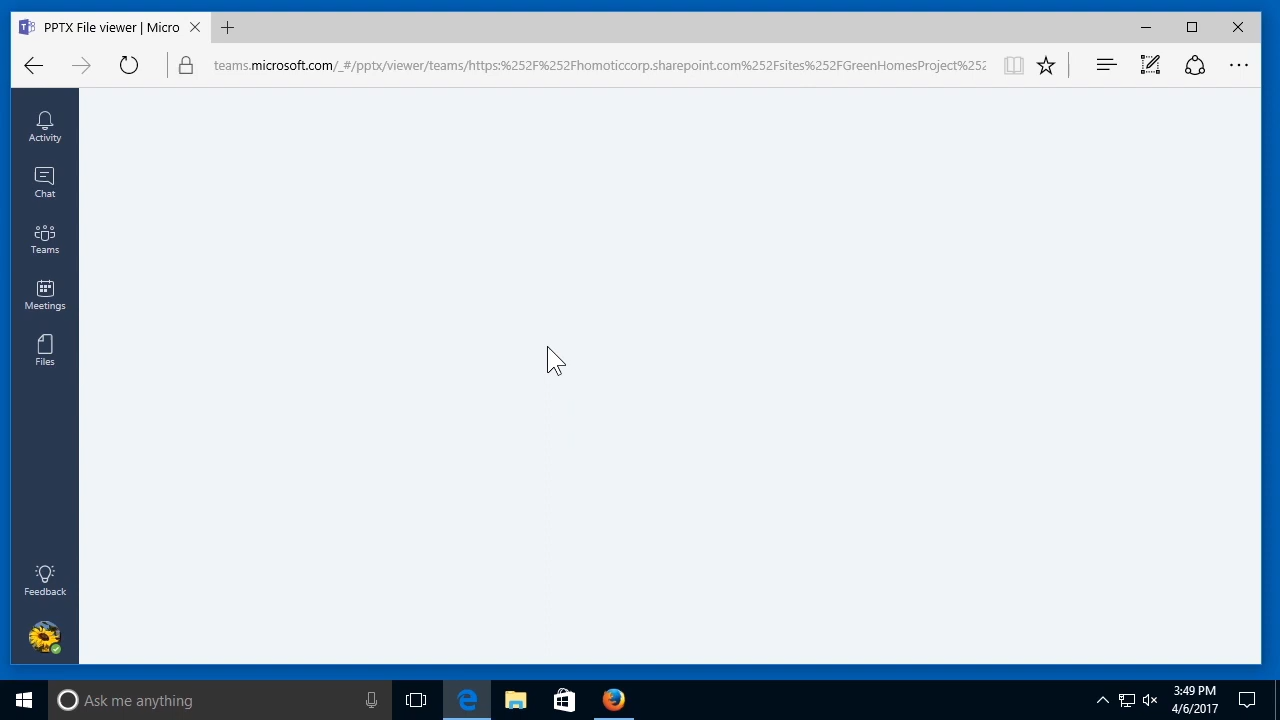 PPTX File viewer | Micro
teams.microsoft.com/_#/pptx/viewer/teams/https:%252F%252Fhomoticcorp.sharepoint.com%252Fsites%252FGreenHomesProject%252
Activity
Chat
Teams
Meetings
Files
Feedback
Ask me anything
3:49 PM
4/6/2017